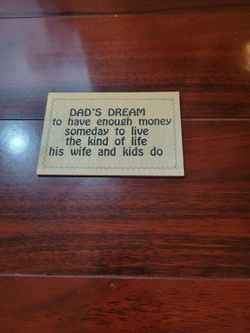 DAD'S DREAM
to have enough money
someday to live
the kind of life
his wife and kids do